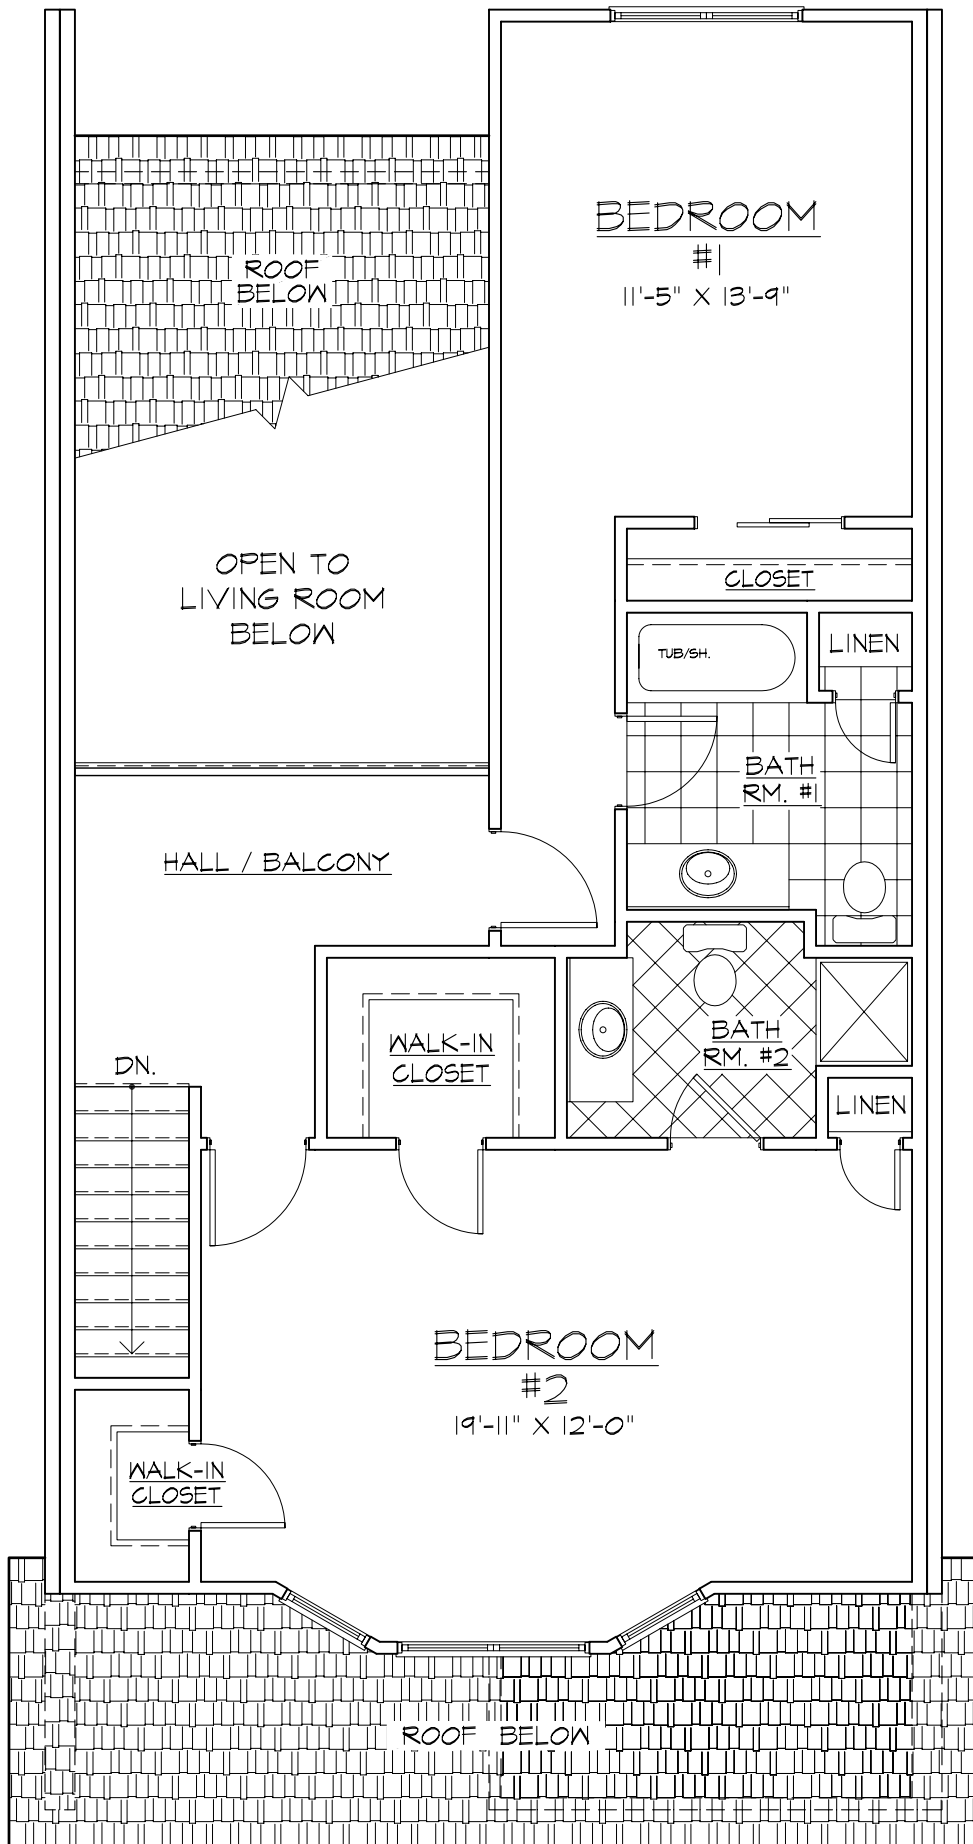 BEDROOM
#1
11'-5" X 13'-9"
ROOF
BELOW
OPEN TO
LIVING ROOM
BELOW
CLOSET
TUB/SH.
LINEN
BATH
RM. #1
HALL / BALCONY
WALK-IN
CLOSET
BATH
RM. #2
DN.
LINEN
BEDROOM
#2
19'-11" X 12'-0"
WALK-IN
CLOSET
ROOF BELOW